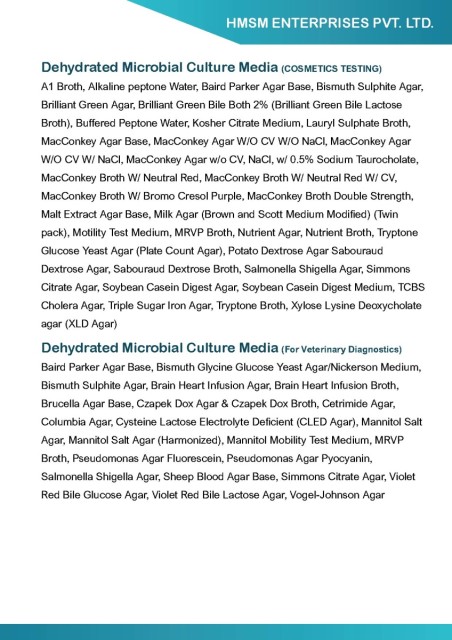 HMSM ENTERPRISES PVT. LTD.
Dehydrated Microbial Culture Media (COSMETICS TESTING)
A1 Broth, Alkaline peptone Water, Baird Parker Agar Base, Bismuth Sulphite Agar,
Brilliant Green Agar, Brilliant Green Bile Both 2% (Brilliant Green Bile Lactose
Broth), Buffered Peptone Water, Kosher Citrate Medium, Lauryl Sulphate Broth,
MacConkey Agar Base, MacConkey Agar W/O CV W/O NaCl, MacConkey Agar
W/O CV W/ NaCl, MacConkey Agar w/o CV, NaCl, w/ 0.5% Sodium Taurocholate,
MacConkey Broth W/ Neutral Red, MacConkey Broth W/ Neutral Red W/ CV,
MacConkey Broth W/ Bromo Cresol Purple, MacConkey Broth Double Strength,
Malt Extract Agar Base, Milk Agar (Brown and Scott Medium Modified) (Twin
pack), Motility Test Medium, MRVP Broth, Nutrient Agar, Nutrient Broth, Tryptone
Glucose Yeast Agar (Plate Count Agar), Potato Dextrose Agar Sabouraud
Dextrose Agar, Sabouraud Dextrose Broth, Salmonella Shigella Agar, Simmons
Citrate Agar, Soybean Casein Digest Agar, Soybean Casein Digest Medium, TCBS
Cholera Agar, Triple Sugar Iron Agar, Tryptone Broth, Xylose Lysine Deoxycholate
agar (XLD Agar)
Dehydrated Microbial Culture Media (For Veterinary Diagnostics)
Baird Parker Agar Base, Bismuth Glycine Glucose Yeast Agar/Nickerson Medium,
Bismuth Sulphite Agar, Brain Heart Infusion Agar, Brain Heart Infusion Broth,
Brucella Agar Base, Czapek Dox Agar & Czapek Dox Broth, Cetrimide Agar,
Columbia Agar, Cysteine Lactose Electrolyte Deficient (CLED Agar), Mannitol Salt
Agar, Mannitol Salt Agar (Harmonized), Mannitol Mobility Test Medium, MRVP
Broth, Pseudomonas Agar Fluorescein, Pseudomonas Agar Pyocyanin,
Salmonella Shigella Agar, Sheep Blood Agar Base, Simmons Citrate Agar, Violet
Red Bile Glucose Agar, Violet Red Bile Lactose Agar, Vogel-Johnson Agar